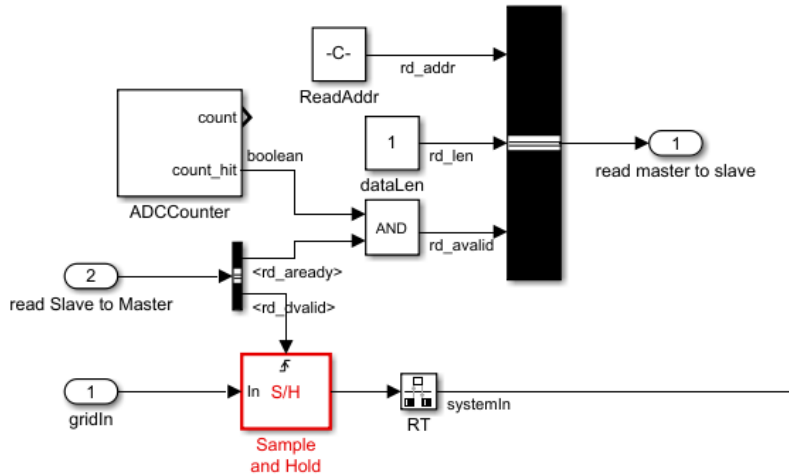 -C-
rd_addr
ReadAddr
count
boolean
count_hit
ADCCounter
1
rd_len
dataLen
1
read master to slave
AND
rd_avalid
2
<rd_aready>
read Slave to Master
<rd_dvalid>
1
In
S/H
gridIn
systemIn
RT
Sample
and Hold